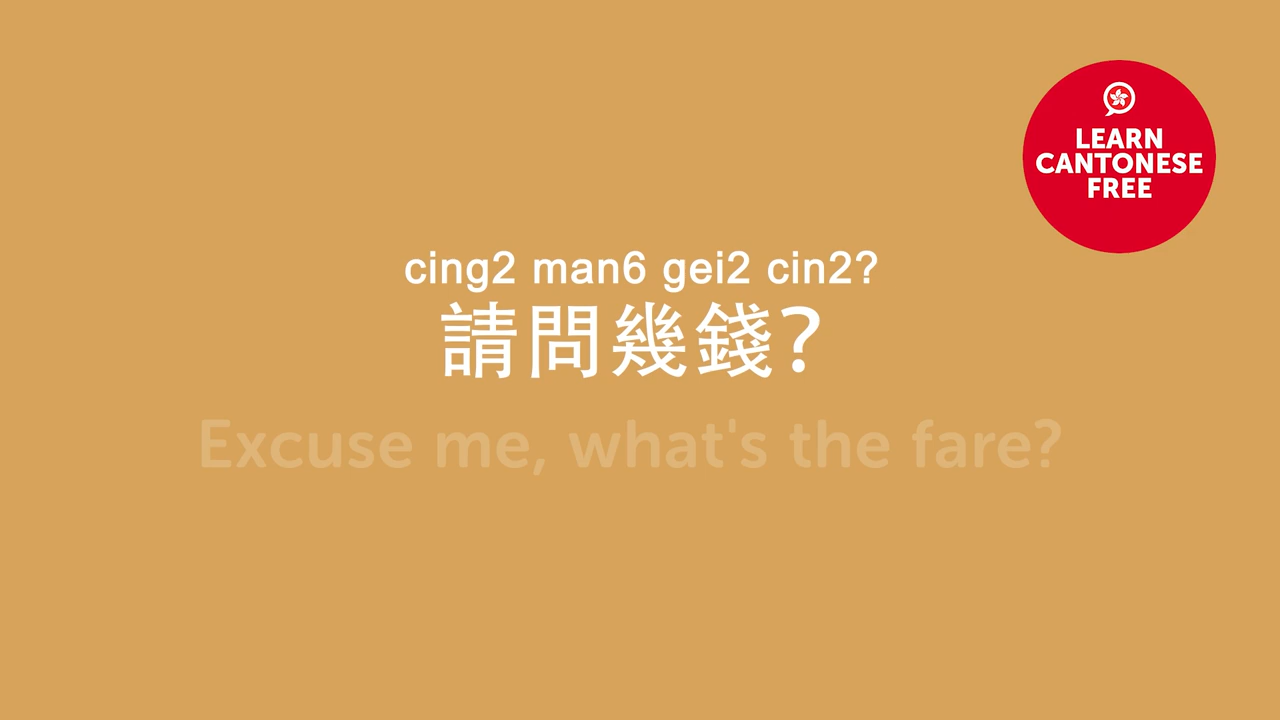 LEARN
CANTONESE
FREE
cing2 man6 gei2 cin2?
請問幾錢?
Excuse me, what's the fare?